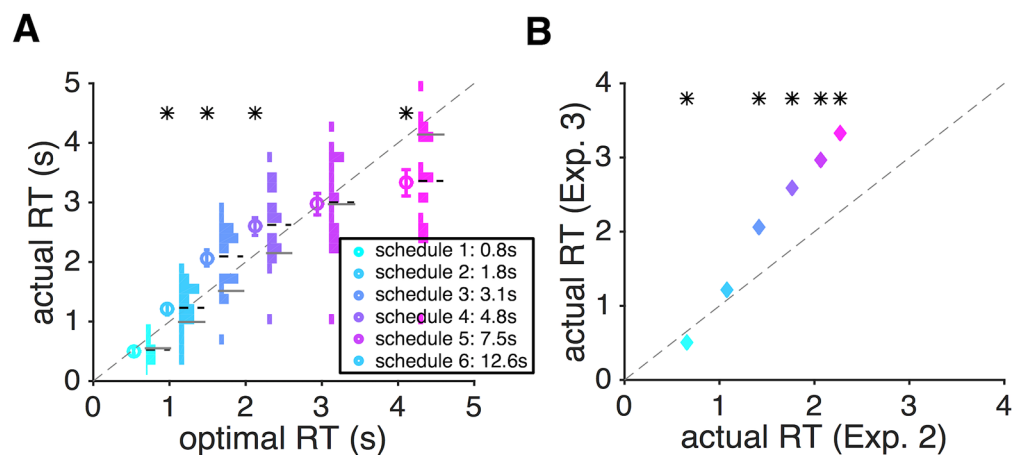 A
B
5
4
3
2
1
0
actual RT (s)
0
1
2
3
4
5
optimal RT (s)
schedule 1: 0.8s
schedule 2: 1.8s
schedule 3: 3.1s
schedule 4: 4.8s
schedule 5: 7.5s
schedule 6: 12.6s
4
3
2
1
0
actual RT (Exp. 3)
0
1
2
3
4
actual RT (Exp. 2)